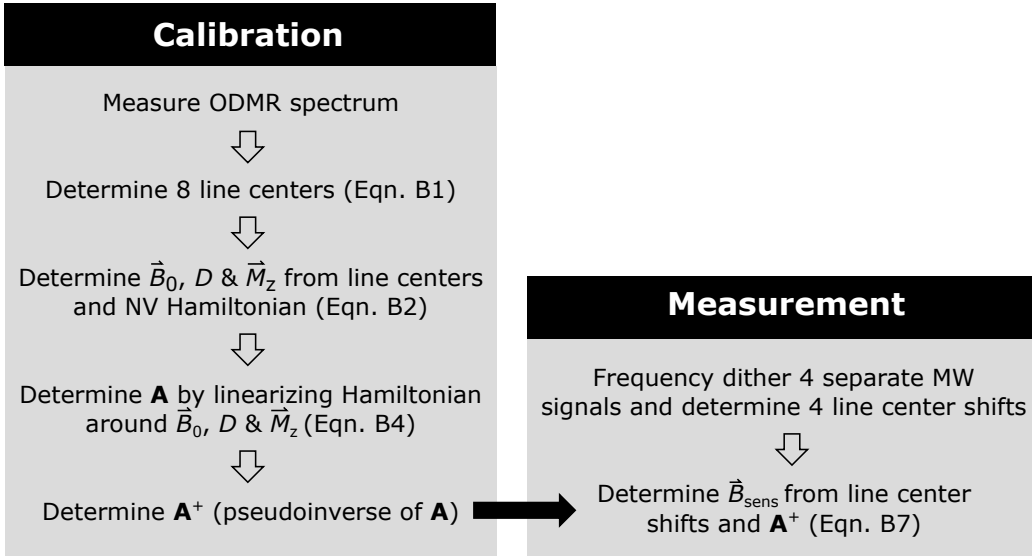 Calibration
Measure ODMR spectrum
Determine 8 line centers (Eqn. B1)
Determine B⃗₀, D & M⃗z from line centers
and NV Hamiltonian (Eqn. B2)
Determine A by linearizing Hamiltonian
around B⃗₀, D & M⃗z (Eqn. B4)
Determine A⁺ (pseudoinverse of A)
Measurement
Frequency dither 4 separate MW
signals and determine 4 line center shifts
Determine B⃗sens from line center
shifts and A⁺ (Eqn. B7)